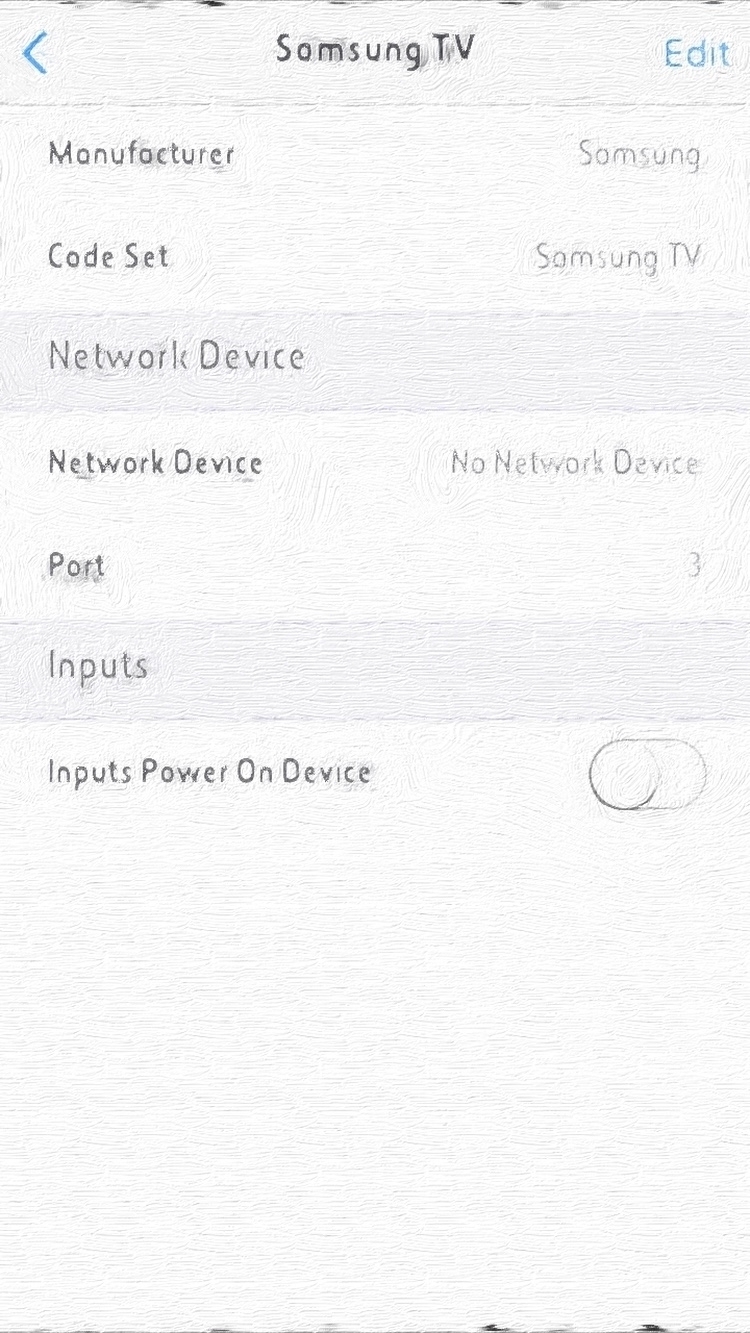 Samsung TV Edit
Manufacturer Samsung
Code Set Samsung TV
Network Device
Network Device No Network Device
Port 3
Inputs
Inputs Power On Device